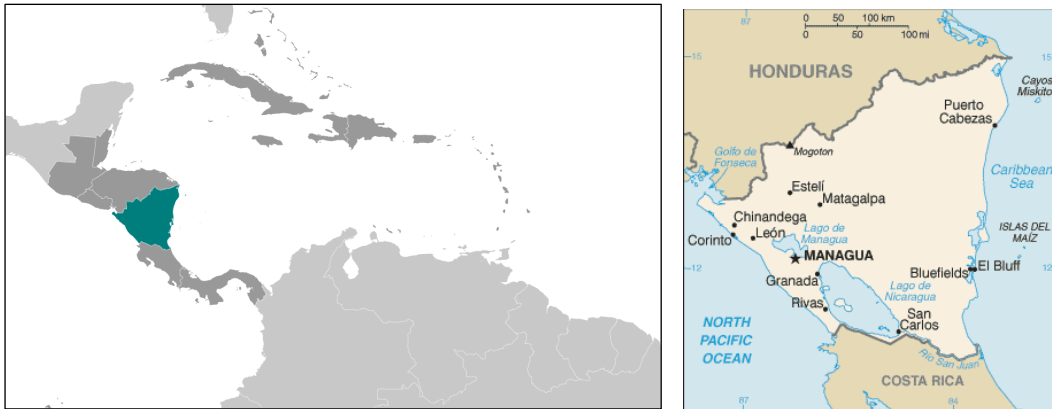 87
0
50
100 km
0
50
100 mi
15
15
HONDURAS
Cayos
Miskitos
Puerto
Cabezas
Golfo de
Fonseca
Mogoton
Caribbean
Sea
Estelí
Matagalpa
Chinandega
Corinto
León
Lago de
Managua
ISLAS DEL
MAÍZ
MANAGUA
12
12
Granada
Bluefields
El Bluff
Lago de
Nicaragua
Rivas
San
Carlos
NORTH
PACIFIC
OCEAN
Río San Juan
COSTA RICA
87
84